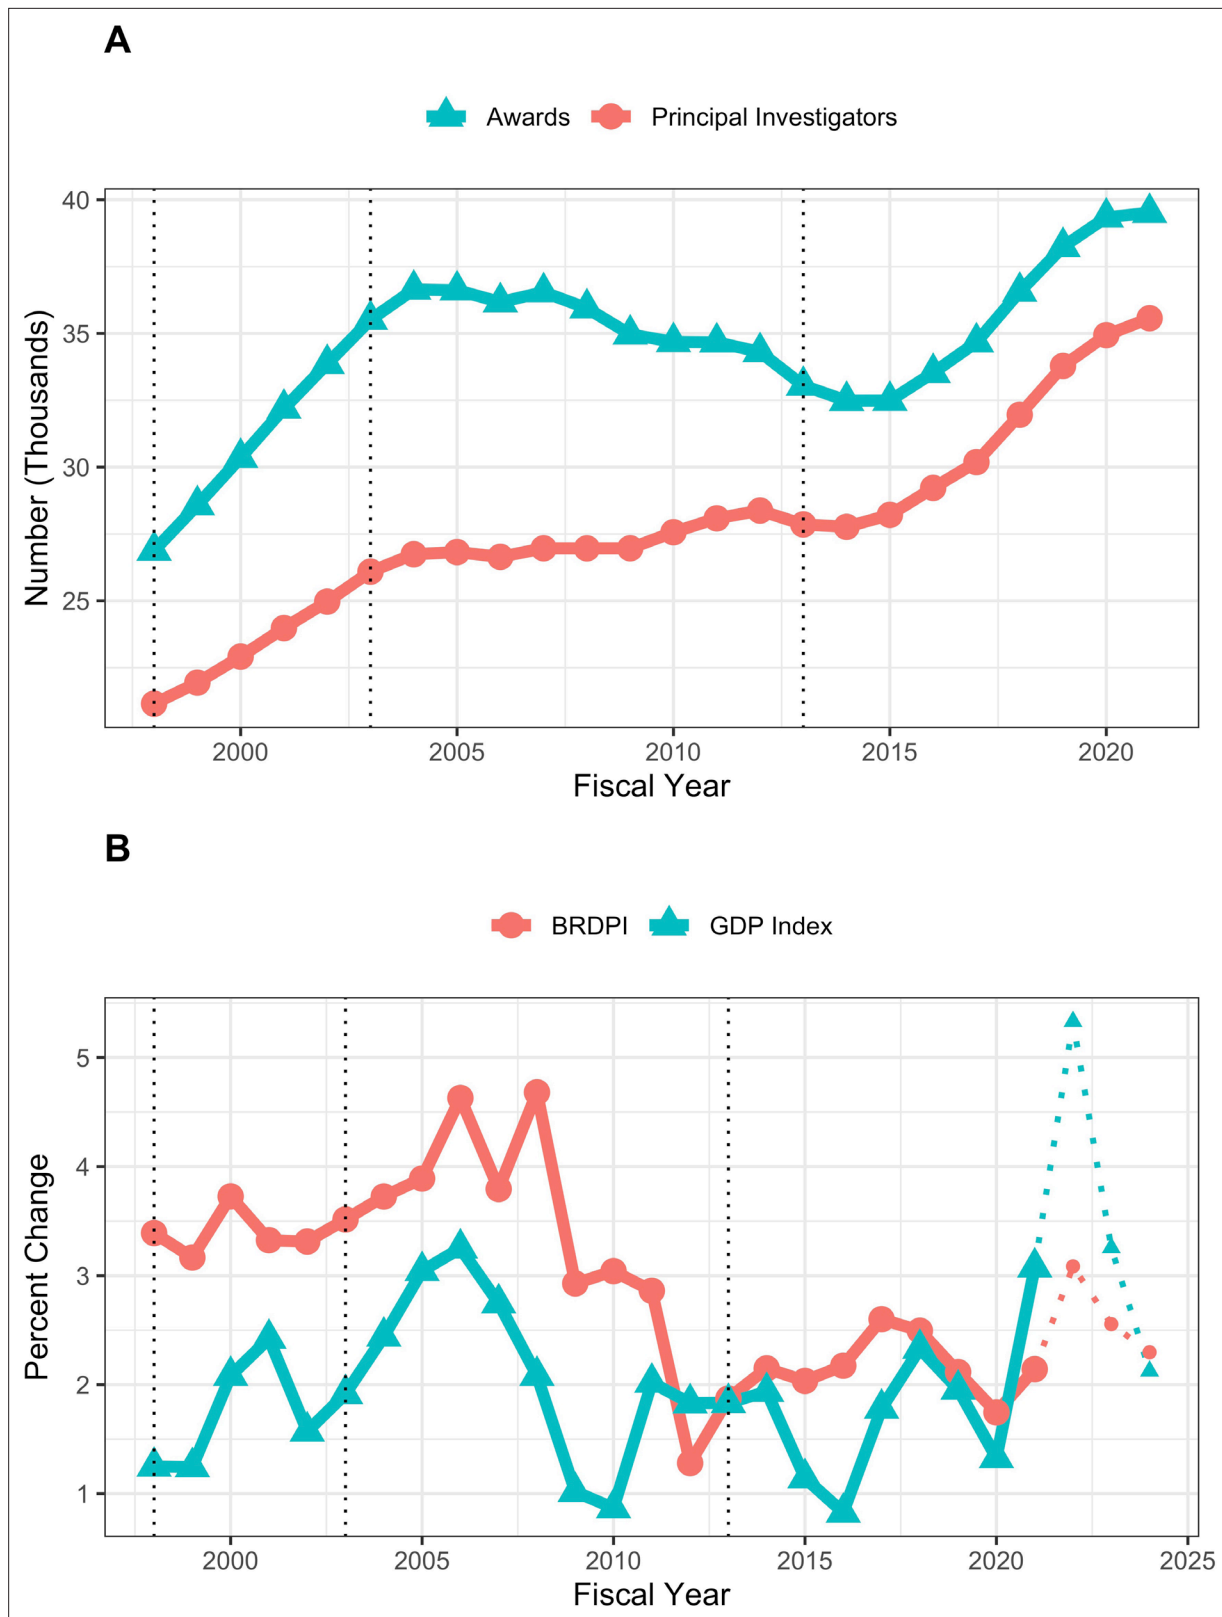 A
Awards Principal Investigators
Number (Thousands)
40
35
30
25
2000 2005 2010 2015 2020
Fiscal Year
B
BRDPI GDP Index
Percent Change
5
4
3
2
1
2000 2005 2010 2015 2020 2025
Fiscal Year